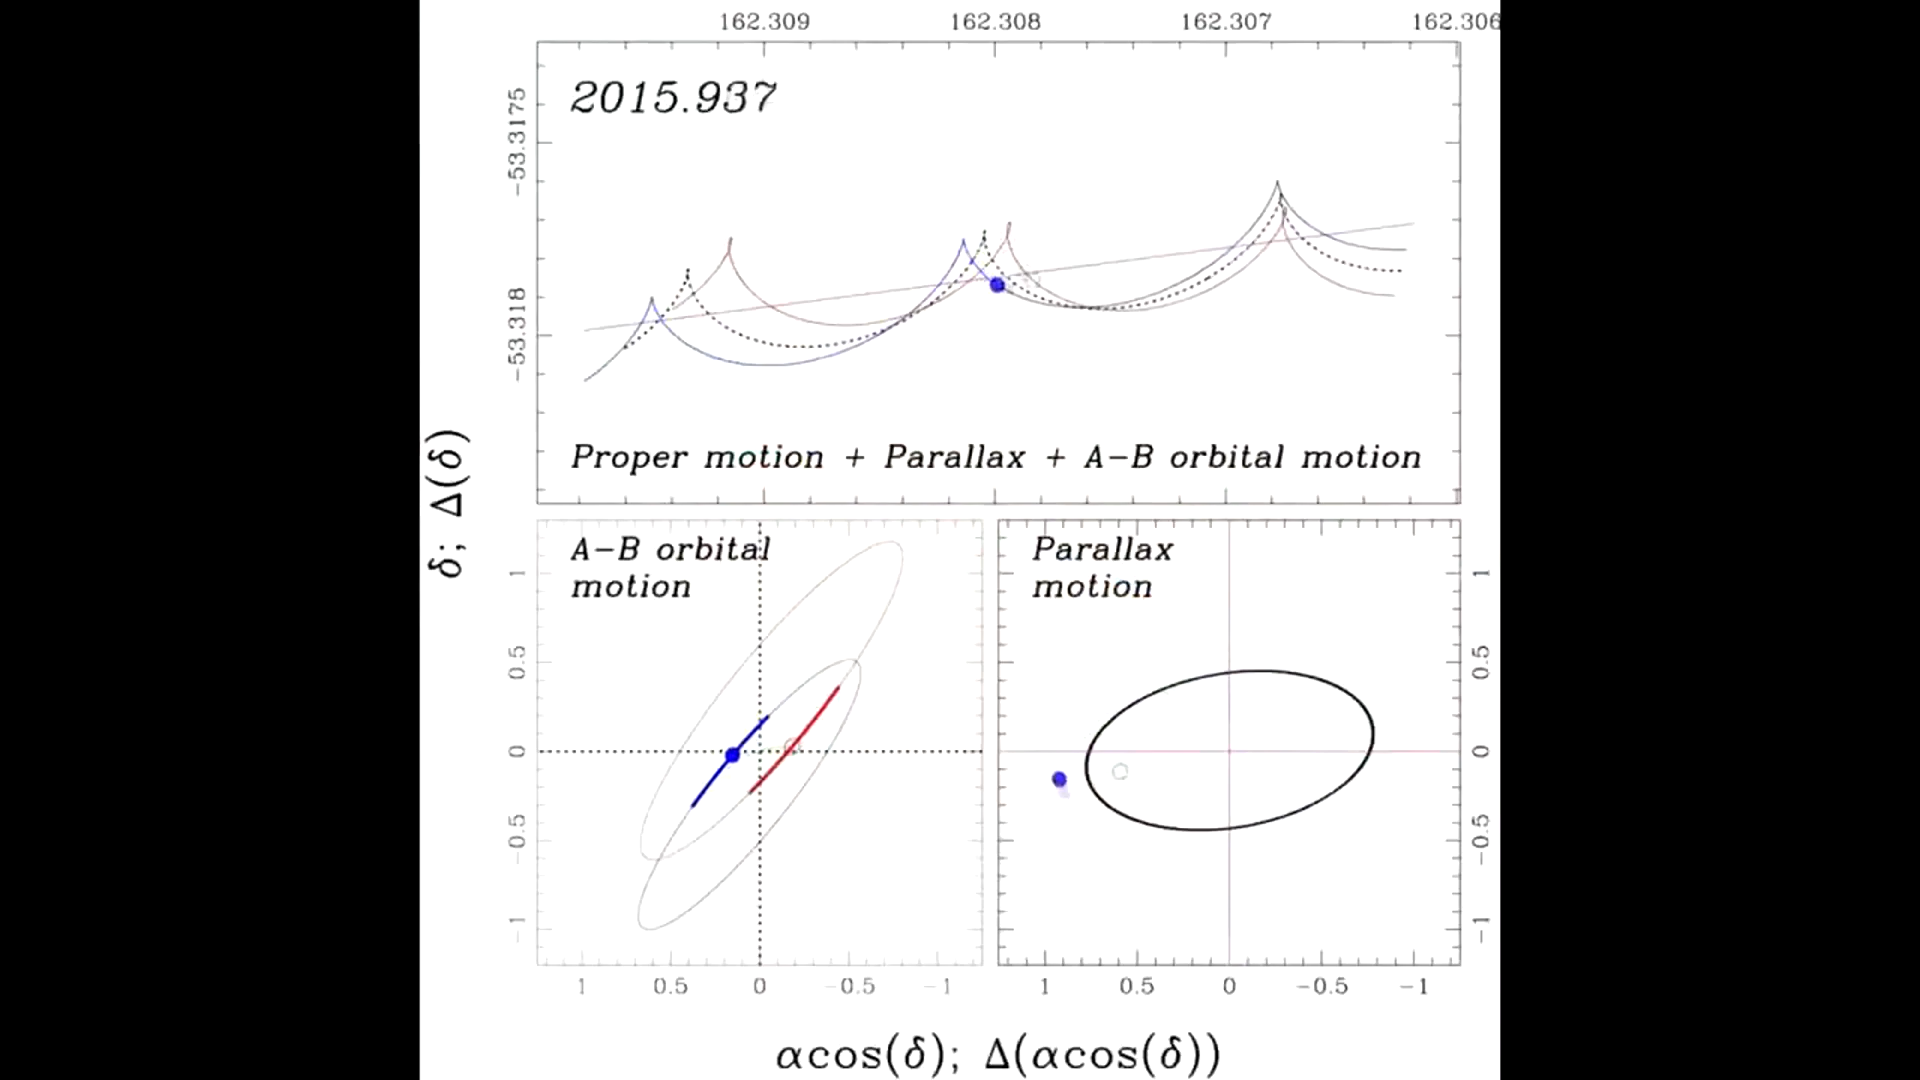 162.309 162.308 162.307 162.306
2015.937
−53.3175
−53.318
Proper motion + Parallax + A−B orbital motion
δ; Δ(δ)
A−B orbital
motion
1
0.5
0
−0.5
−1
Parallax
motion
1
0.5
0
−0.5
−1
1 0.5 0 −0.5 −1
1 0.5 0 −0.5 −1
αcos(δ); Δ(αcos(δ))